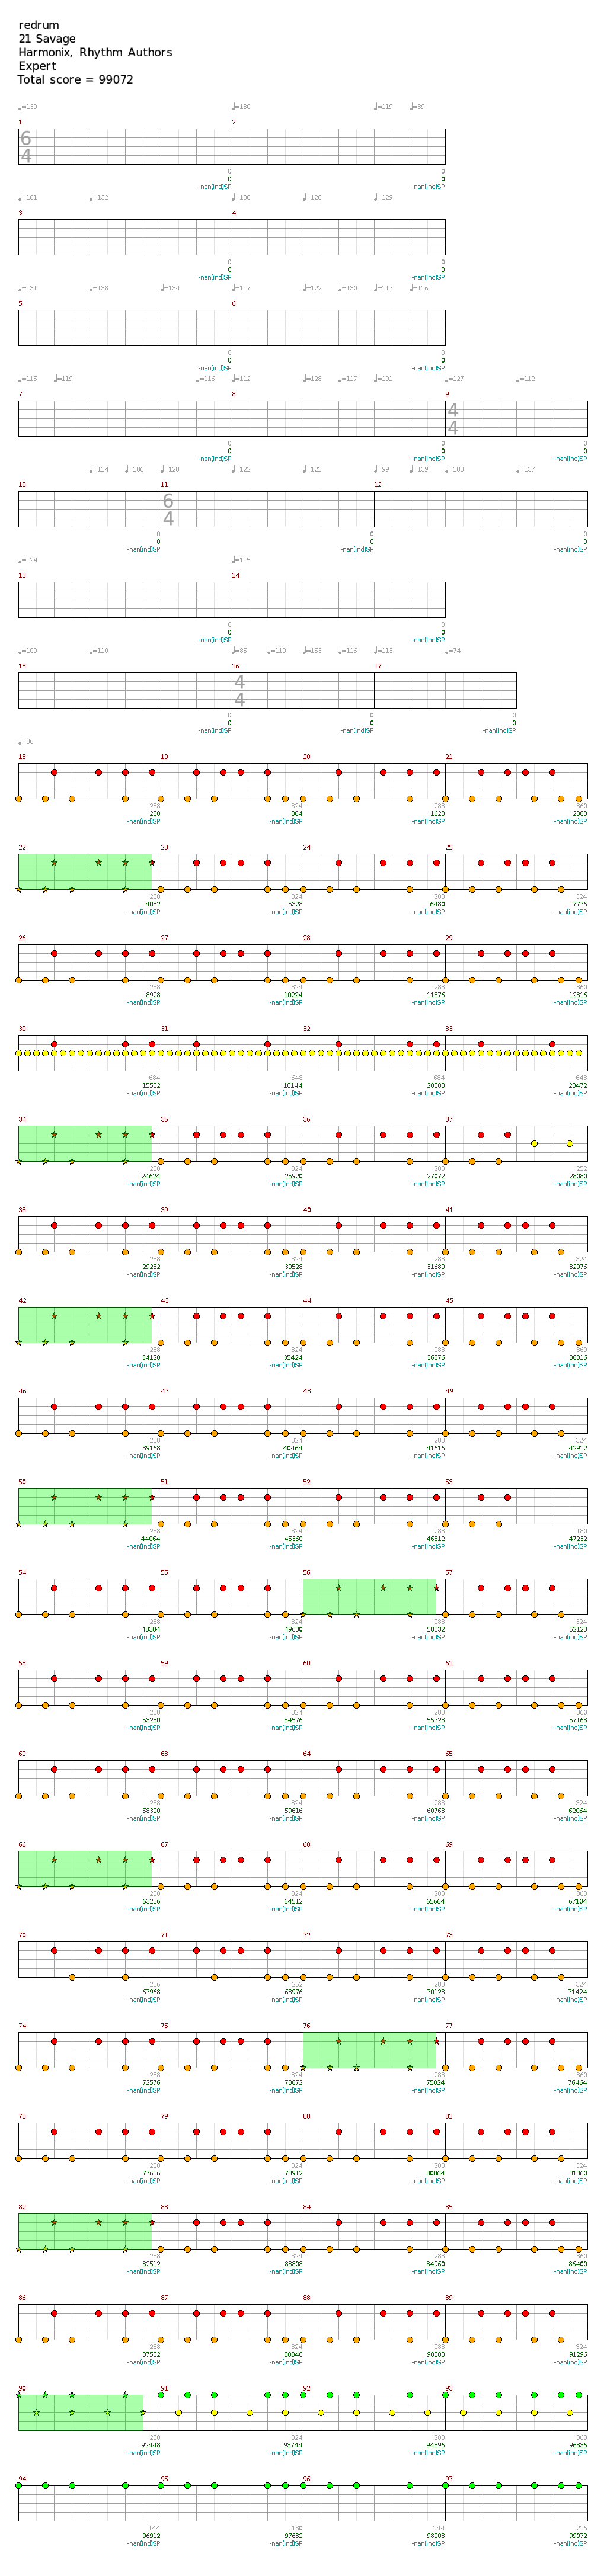 redrum
21 Savage
Harmonix, Rhythm Authors
Expert
Total score = 99072
♩=130 ♩=130 ♩=119 ♩=89
1 2
6
4
0 0
0 0
-nan(ind)SP -nan(ind)SP
♩=161 ♩=132 ♩=136 ♩=128 ♩=129
3 4
0 0
0 0
-nan(ind)SP -nan(ind)SP
♩=131 ♩=138 ♩=134 ♩=117 ♩=122 ♩=130 ♩=117 ♩=116
5 6
0 0
0 0
-nan(ind)SP -nan(ind)SP
♩=115 ♩=119 ♩=116 ♩=112 ♩=128 ♩=117 ♩=101 ♩=127 ♩=112
7 8 9
4
4
0 0 0
0 0 0
-nan(ind)SP -nan(ind)SP -nan(ind)SP
♩=114 ♩=106 ♩=120 ♩=122 ♩=121 ♩=99 ♩=139 ♩=103 ♩=137
10 11 12
6
4
0 0 0
0 0 0
-nan(ind)SP -nan(ind)SP -nan(ind)SP
♩=124 ♩=115
13 14
0 0
0 0
-nan(ind)SP -nan(ind)SP
♩=109 ♩=110 ♩=85 ♩=119 ♩=153 ♩=116 ♩=113 ♩=74
15 16 17
4
4
0 0 0
0 0 0
-nan(ind)SP -nan(ind)SP -nan(ind)SP
♩=86
18 19 20 21
288 324 288 360
288 864 1620 2880
-nan(ind)SP -nan(ind)SP -nan(ind)SP -nan(ind)SP
22 23 24 25
288 324 288 324
4032 5328 6480 7776
-nan(ind)SP -nan(ind)SP -nan(ind)SP -nan(ind)SP
26 27 28 29
288 324 288 360
8928 10224 11376 12816
-nan(ind)SP -nan(ind)SP -nan(ind)SP -nan(ind)SP
30 31 32 33
684 648 684 648
15552 18144 20880 23472
-nan(ind)SP -nan(ind)SP -nan(ind)SP -nan(ind)SP
34 35 36 37
288 324 288 252
24624 25920 27072 28080
-nan(ind)SP -nan(ind)SP -nan(ind)SP -nan(ind)SP
38 39 40 41
288 324 288 324
29232 30528 31680 32976
-nan(ind)SP -nan(ind)SP -nan(ind)SP -nan(ind)SP
42 43 44 45
288 324 288 360
34128 35424 36576 38016
-nan(ind)SP -nan(ind)SP -nan(ind)SP -nan(ind)SP
46 47 48 49
288 324 288 324
39168 40464 41616 42912
-nan(ind)SP -nan(ind)SP -nan(ind)SP -nan(ind)SP
50 51 52 53
288 324 288 180
44064 45360 46512 47232
-nan(ind)SP -nan(ind)SP -nan(ind)SP -nan(ind)SP
54 55 56 57
288 324 288 324
48384 49680 50832 52128
-nan(ind)SP -nan(ind)SP -nan(ind)SP -nan(ind)SP
58 59 60 61
288 324 288 360
53280 54576 55728 57168
-nan(ind)SP -nan(ind)SP -nan(ind)SP -nan(ind)SP
62 63 64 65
288 324 288 324
58320 59616 60768 62064
-nan(ind)SP -nan(ind)SP -nan(ind)SP -nan(ind)SP
66 67 68 69
288 324 288 360
63216 64512 65664 67104
-nan(ind)SP -nan(ind)SP -nan(ind)SP -nan(ind)SP
70 71 72 73
216 252 288 324
67968 68976 70128 71424
-nan(ind)SP -nan(ind)SP -nan(ind)SP -nan(ind)SP
74 75 76 77
288 324 288 360
72576 73872 75024 76464
-nan(ind)SP -nan(ind)SP -nan(ind)SP -nan(ind)SP
78 79 80 81
288 324 288 324
77616 78912 80064 81360
-nan(ind)SP -nan(ind)SP -nan(ind)SP -nan(ind)SP
82 83 84 85
288 324 288 360
82512 83808 84960 86400
-nan(ind)SP -nan(ind)SP -nan(ind)SP -nan(ind)SP
86 87 88 89
288 324 288 324
87552 88848 90000 91296
-nan(ind)SP -nan(ind)SP -nan(ind)SP -nan(ind)SP
90 91 92 93
288 324 288 360
92448 93744 94896 96336
-nan(ind)SP -nan(ind)SP -nan(ind)SP -nan(ind)SP
94 95 96 97
144 180 144 216
96912 97632 98208 99072
-nan(ind)SP -nan(ind)SP -nan(ind)SP -nan(ind)SP